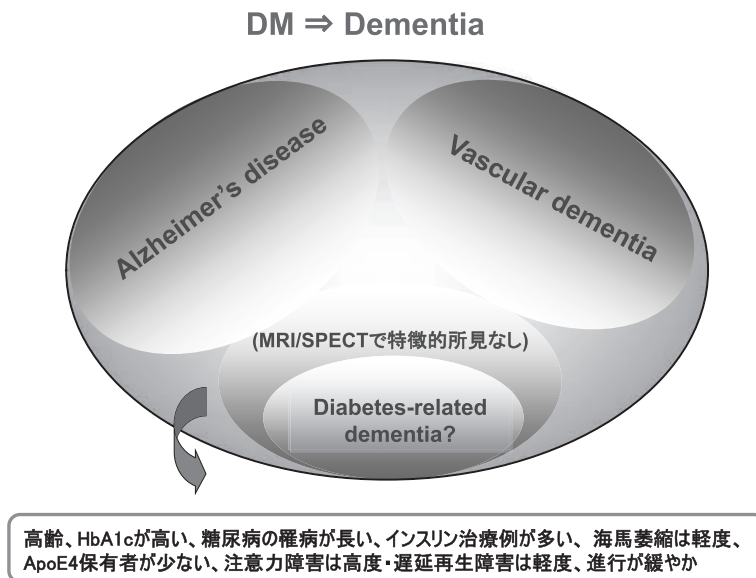 DM ⇒ Dementia
Alzheimer's disease
Vascular dementia
(MRI/SPECTで特徴的所見なし)
Diabetes-related
dementia?
高齢、HbA1cが高い、糖尿病の罹病が長い、インスリン治療例が多い、 海馬萎縮は軽度、
ApoE4保有者が少ない、注意力障害は高度・遅延再生障害は軽度、進行が緩やか